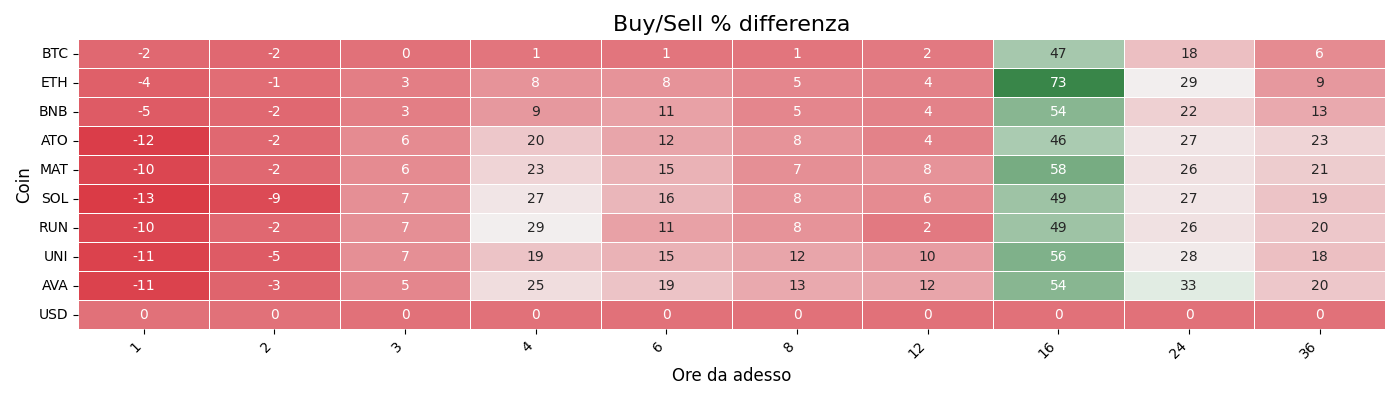 Buy/Sell % differenza
BTC -2 -2 0 1 1 1 2 47 18 6
ETH -4 -1 3 8 8 5 4 73 29 9
BNB -5 -2 3 9 11 5 4 54 22 13
ATO -12 -2 6 20 12 8 4 46 27 23
MAT -10 -2 6 23 15 7 8 58 26 21
SOL -13 -9 7 27 16 8 6 49 27 19
RUN -10 -2 7 29 11 8 2 49 26 20
UNI -11 -5 7 19 15 12 10 56 28 18
AVA -11 -3 5 25 19 13 12 54 33 20
USD 0 0 0 0 0 0 0 0 0 0
1 2 3 4 6 8 12 16 24 36
Coin
Ore da adesso